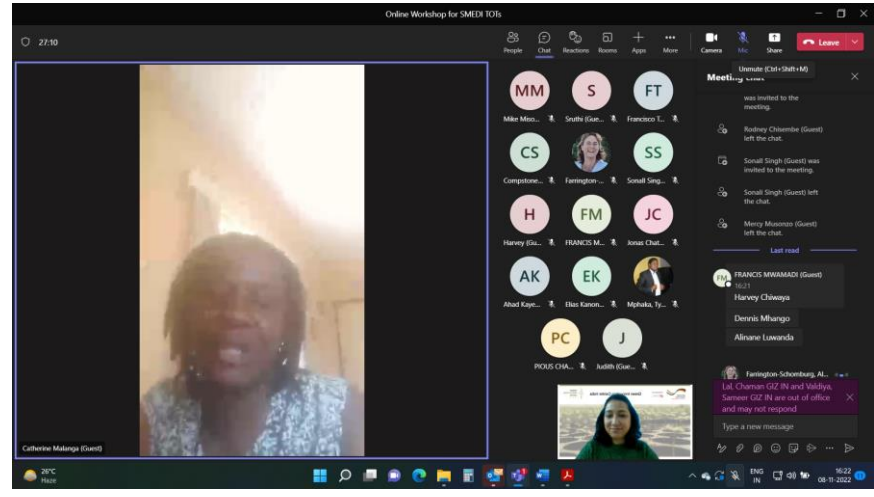 Online Workshop for SMEDI TOTs
27:10
People
Chat
Reactions
Rooms
Apps
More
Camera
Mic
Share
Leave
Unmute (Ctrl+Shift+M)
Meeting chat
was invited to the
meeting.
Rodney Chisembe (Guest)
left the chat.
Sonali Singh (Guest) was
invited to the meeting.
Sonali Singh (Guest) left
the chat.
Mercy Musonzo (Guest)
left the chat.
Last read
FM
FRANCIS MWAMADI (Guest)
16:21
Harvey Chiwaya
Dennis Mhango
Alinane Luwanda
Farrington-Schomburg, Al...
Lal, Chaman GIZ IN and Valdiya,
Sameer GIZ IN are out of office
and may not respond
Type a new message
MM
S
FT
Mike Miso...
Sruthi (Gue...
Francisco T...
CS
SS
Compstone...
Farrington-...
Sonali Sing...
H
FM
JC
Harvey (Gu...
FRANCIS M...
Jonas Chat...
AK
EK
Ahad Kaye...
Elias Kanon...
Mphaka, Ty...
PC
J
PIOUS CHA...
Judith (Gue...
Catherine Malanga (Guest)
26°C
Haze
ENG
IN
16:22
08-11-2022